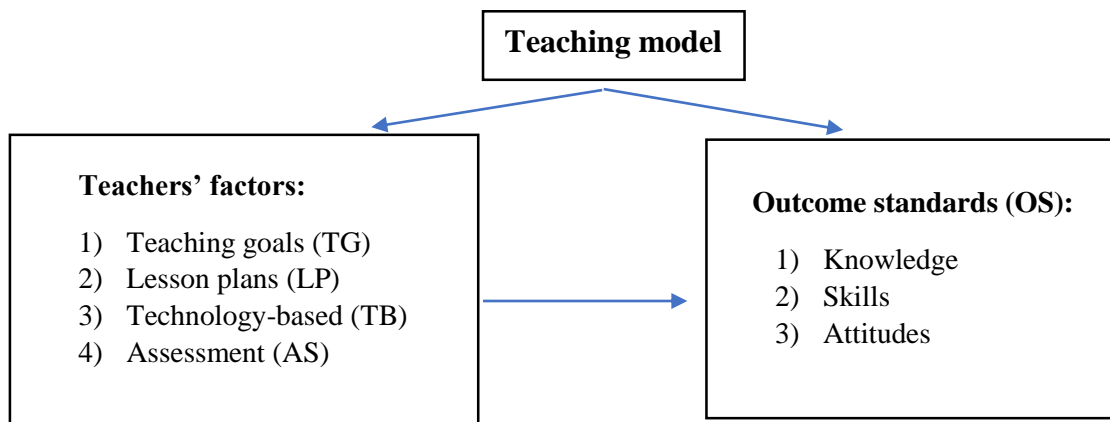 Teaching model
Teachers’ factors:
1) Teaching goals (TG)
2) Lesson plans (LP)
3) Technology-based (TB)
4) Assessment (AS)
Outcome standards (OS):
1) Knowledge
2) Skills
3) Attitudes